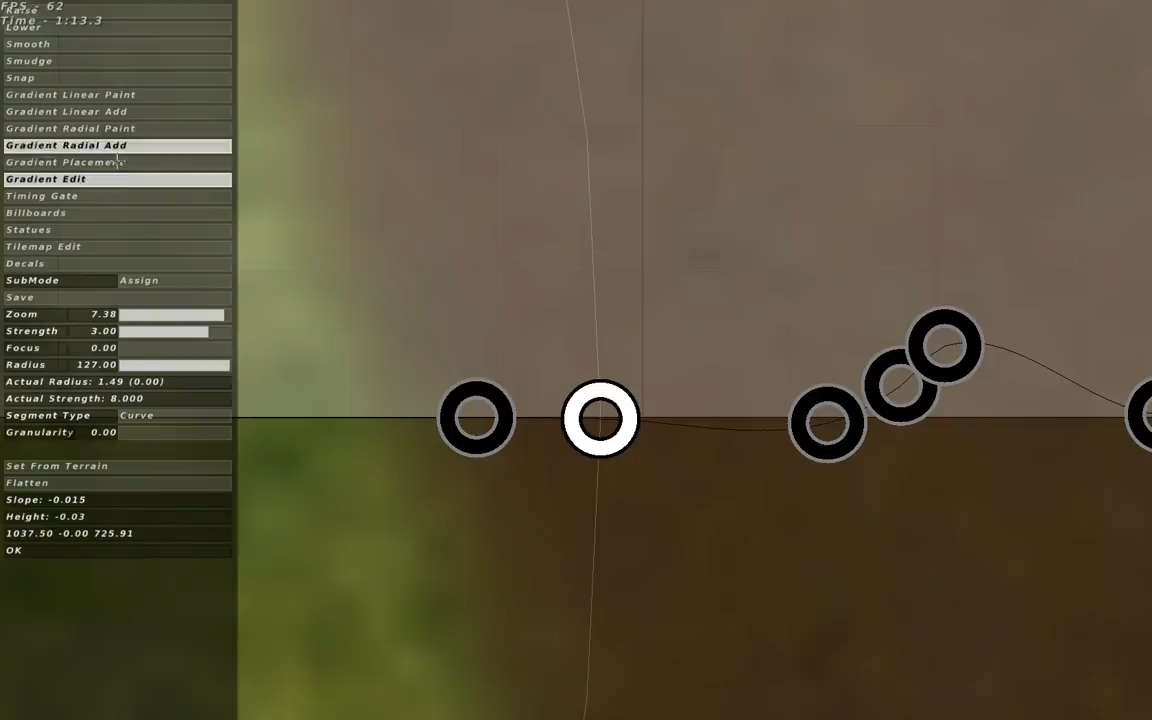 FPS - 62
Raise
Time - 1:13.3
Lower
Smooth
Smudge
Snap
Gradient Linear Paint
Gradient Linear Add
Gradient Radial Paint
Gradient Radial Add
Gradient Placement
Gradient Edit
Timing Gate
Billboards
Statues
Tilemap Edit
Decals
SubMode Assign
Save
Zoom 7.38
Strength 3.00
Focus 0.00
Radius 127.00
Actual Radius: 1.49 (0.00)
Actual Strength: 8.000
Segment Type Curve
Granularity 0.00
Set From Terrain
Flatten
Slope: -0.015
Height: -0.03
1037.50 -0.00 725.91
OK